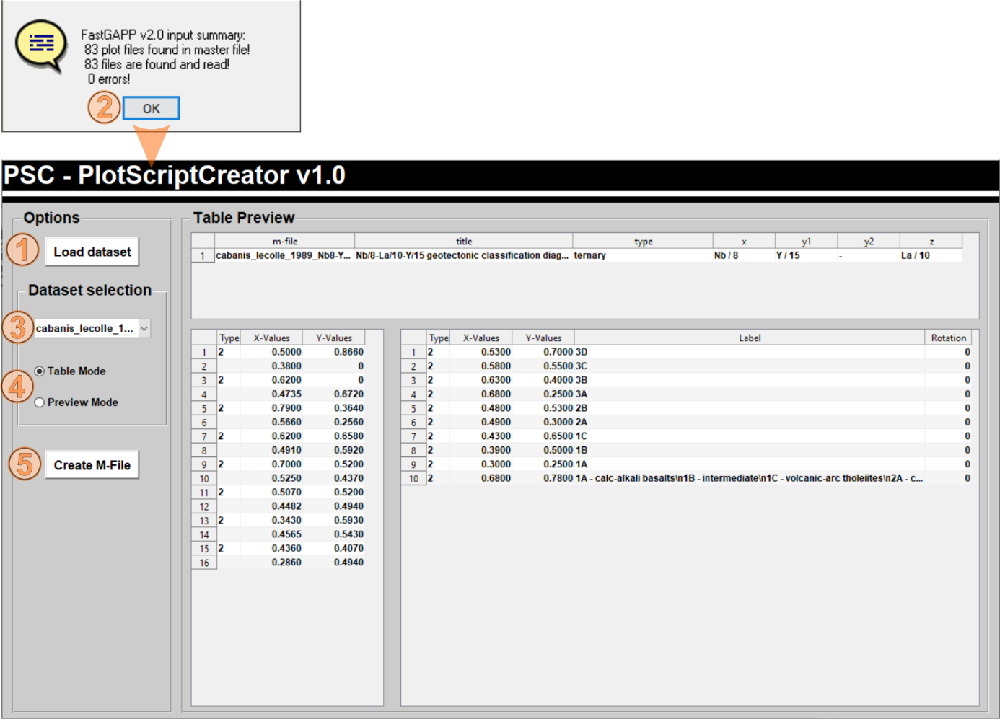 FastGAPP v2.0 input summary:
83 plot files found in master file!
83 files are found and read!
0 errors!
2 OK
PSC - PlotScriptCreator v1.0
Options
1 Load dataset
Dataset selection
3 cabanis_lecolle_1...
4
Table Mode
Preview Mode
5 Create M-File
Table Preview
m-file title type x y1 y2 z
1 cabanis_lecolle_1989_Nb8-Y... Nb/8-La/10-Y/15 geotectonic classification diag... ternary Nb / 8 Y / 15 - La / 10
Type X-Values Y-Values
1 2 0.5000 0.8660
2 0.3800 0
3 2 0.6200 0
4 0.4735 0.6720
5 2 0.7900 0.3640
6 0.5660 0.2560
7 2 0.6200 0.6580
8 0.4910 0.5920
9 2 0.7000 0.5200
10 0.5250 0.4370
11 2 0.5070 0.5200
12 0.4482 0.4940
13 2 0.3430 0.5930
14 0.4565 0.5430
15 2 0.4360 0.4070
16 0.2860 0.4940
Type X-Values Y-Values Label Rotation
1 2 0.5300 0.7000 3D 0
2 2 0.5800 0.5500 3C 0
3 2 0.6300 0.4000 3B 0
4 2 0.6800 0.2500 3A 0
5 2 0.4800 0.5300 2B 0
6 2 0.4900 0.3000 2A 0
7 2 0.4300 0.6500 1C 0
8 2 0.3900 0.5000 1B 0
9 2 0.3000 0.2500 1A 0
10 2 0.6800 0.7800 1A - calc-alkali basalts\n1B - intermediate\n1C - volcanic-arc tholeiites\n2A - c... 0